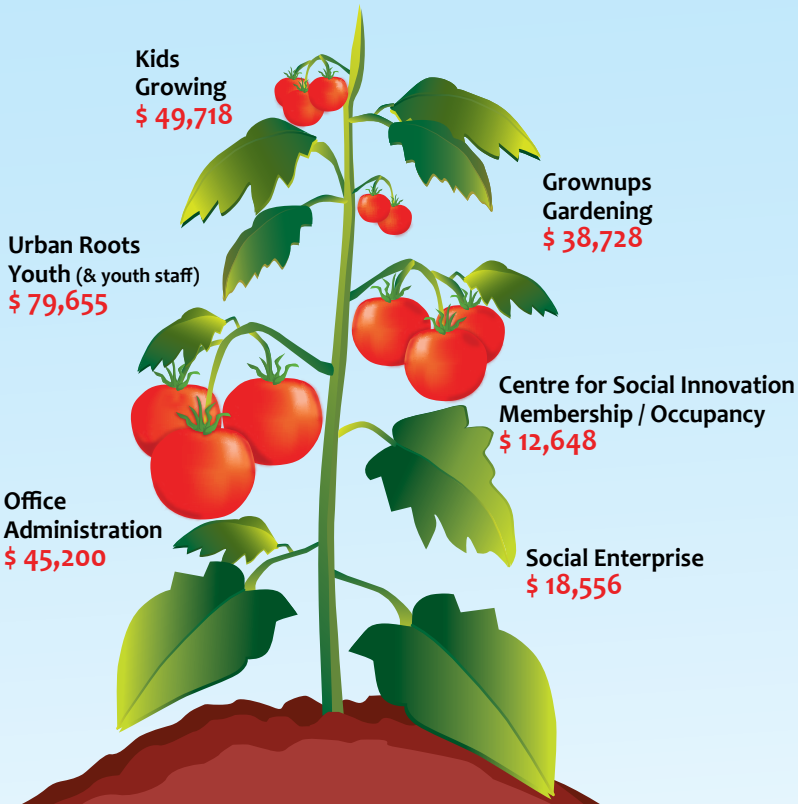 Kids
Growing
$ 49,718
Grownups
Gardening
$ 38,728
Urban Roots
Youth (& youth staff)
$ 79,655
Centre for Social Innovation
Membership / Occupancy
$ 12,648
Office
Administration
$ 45,200
Social Enterprise
$ 18,556